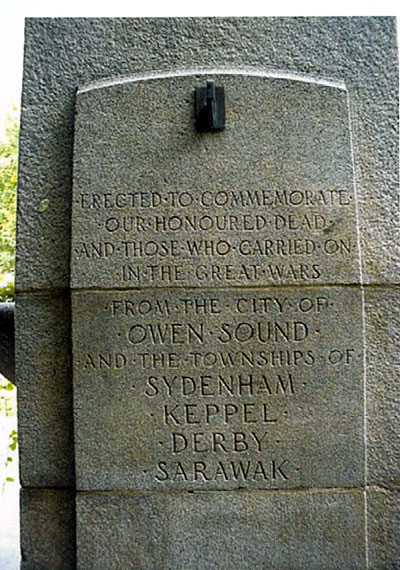 ERECTED·TO·COMMEMORATE·
OUR·HONOURED·DEAD
AND·THOSE·WHO·CARRIED·ON·
IN·THE·GREAT·WARS
·FROM·THE·CITY·OF·
·OWEN·SOUND·
AND·THE·TOWNSHIPS·OF·
·SYDENHAM·
·KEPPEL·
·DERBY·
·SARAWAK·